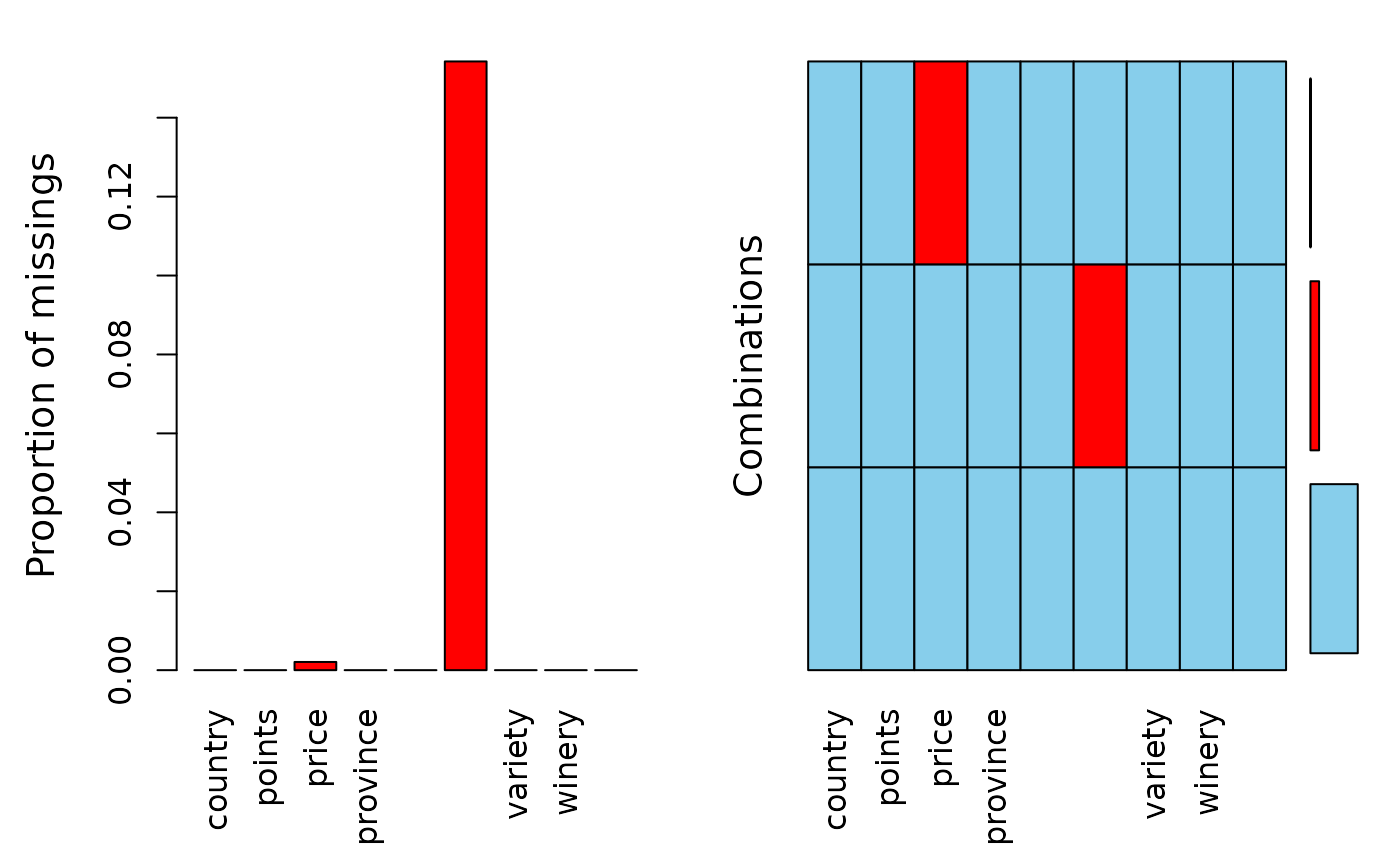 Proportion of missings
0.12
0.08
0.04
0.00
country
points
price
province
variety
winery
Combinations
country
points
price
province
variety
winery